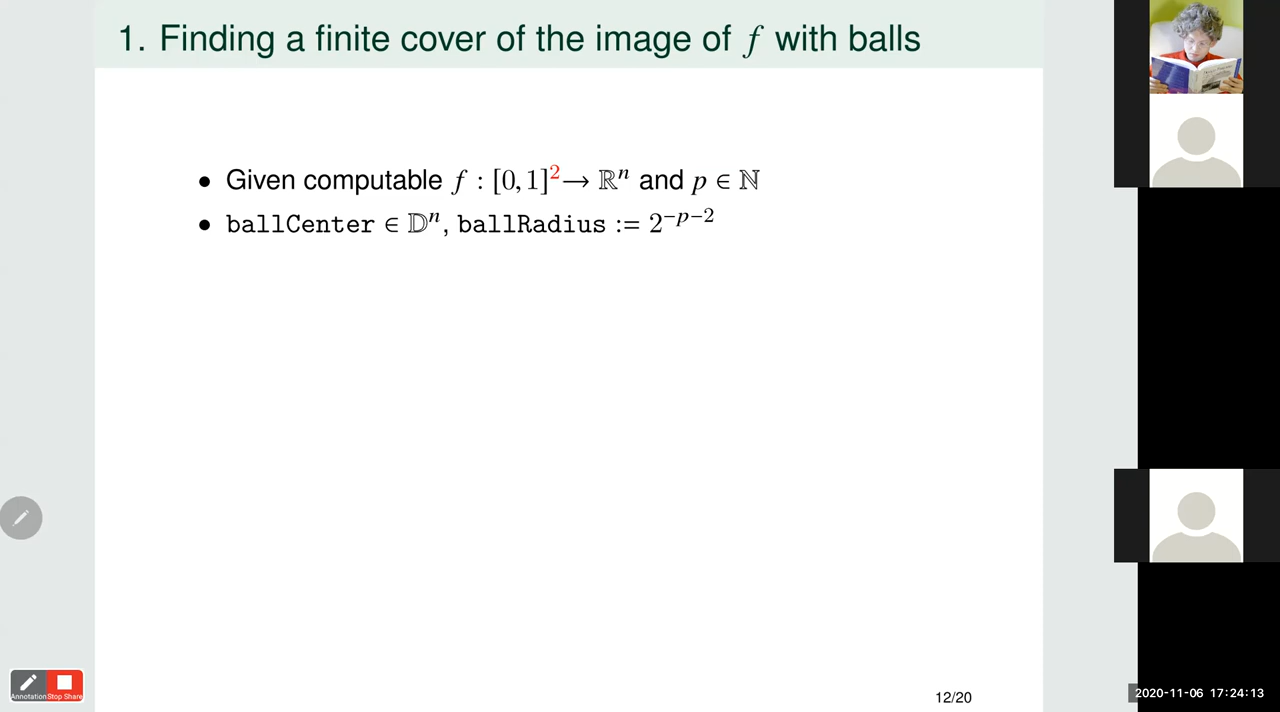 1. Finding a finite cover of the image of f with balls
• Given computable f : [0, 1]² → ℝⁿ and p ∈ ℕ
• ballCenter ∈ 𝔻ⁿ, ballRadius := 2⁻ᵖ⁻²
Annotation Stop Share
12/20
2020-11-06 17:24:13